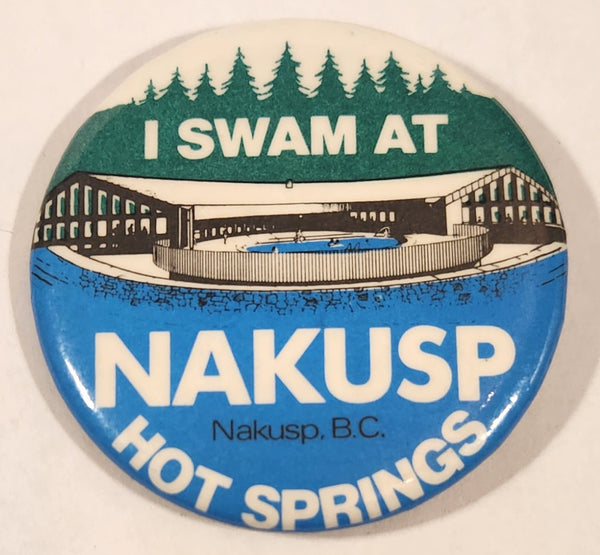 I SWAM AT
NAKUSP
Nakusp, B.C.
HOT SPRINGS